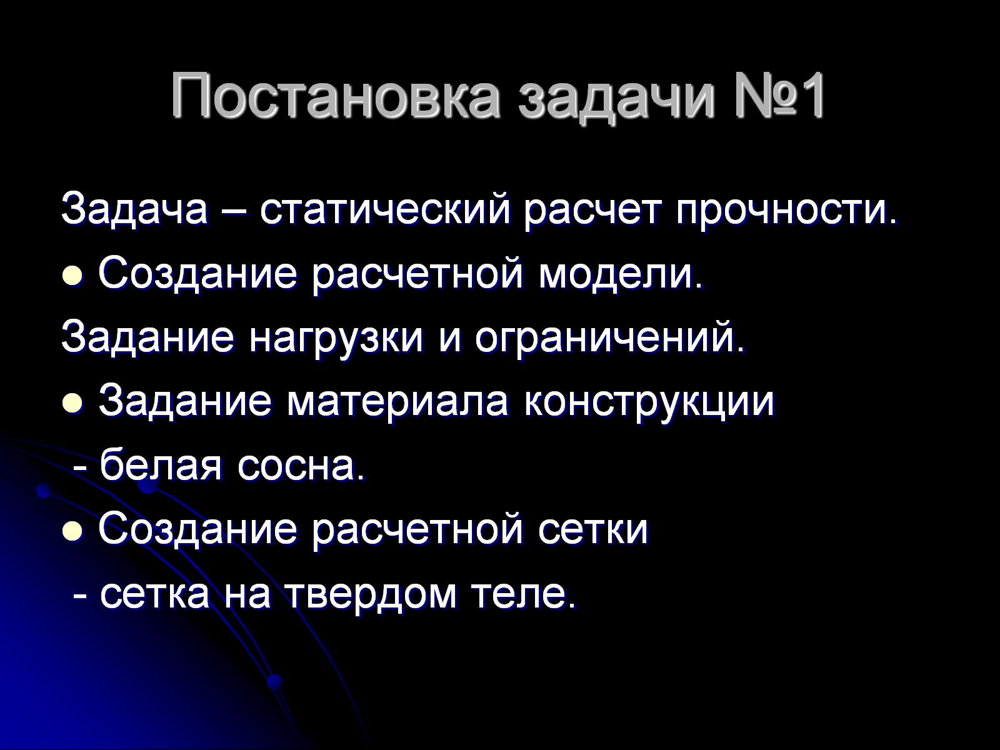 Постановка задачи №1
Задача – статический расчет прочности.
● Создание расчетной модели.
Задание нагрузки и ограничений.
● Задание материала конструкции
- белая сосна.
● Создание расчетной сетки
- сетка на твердом теле.